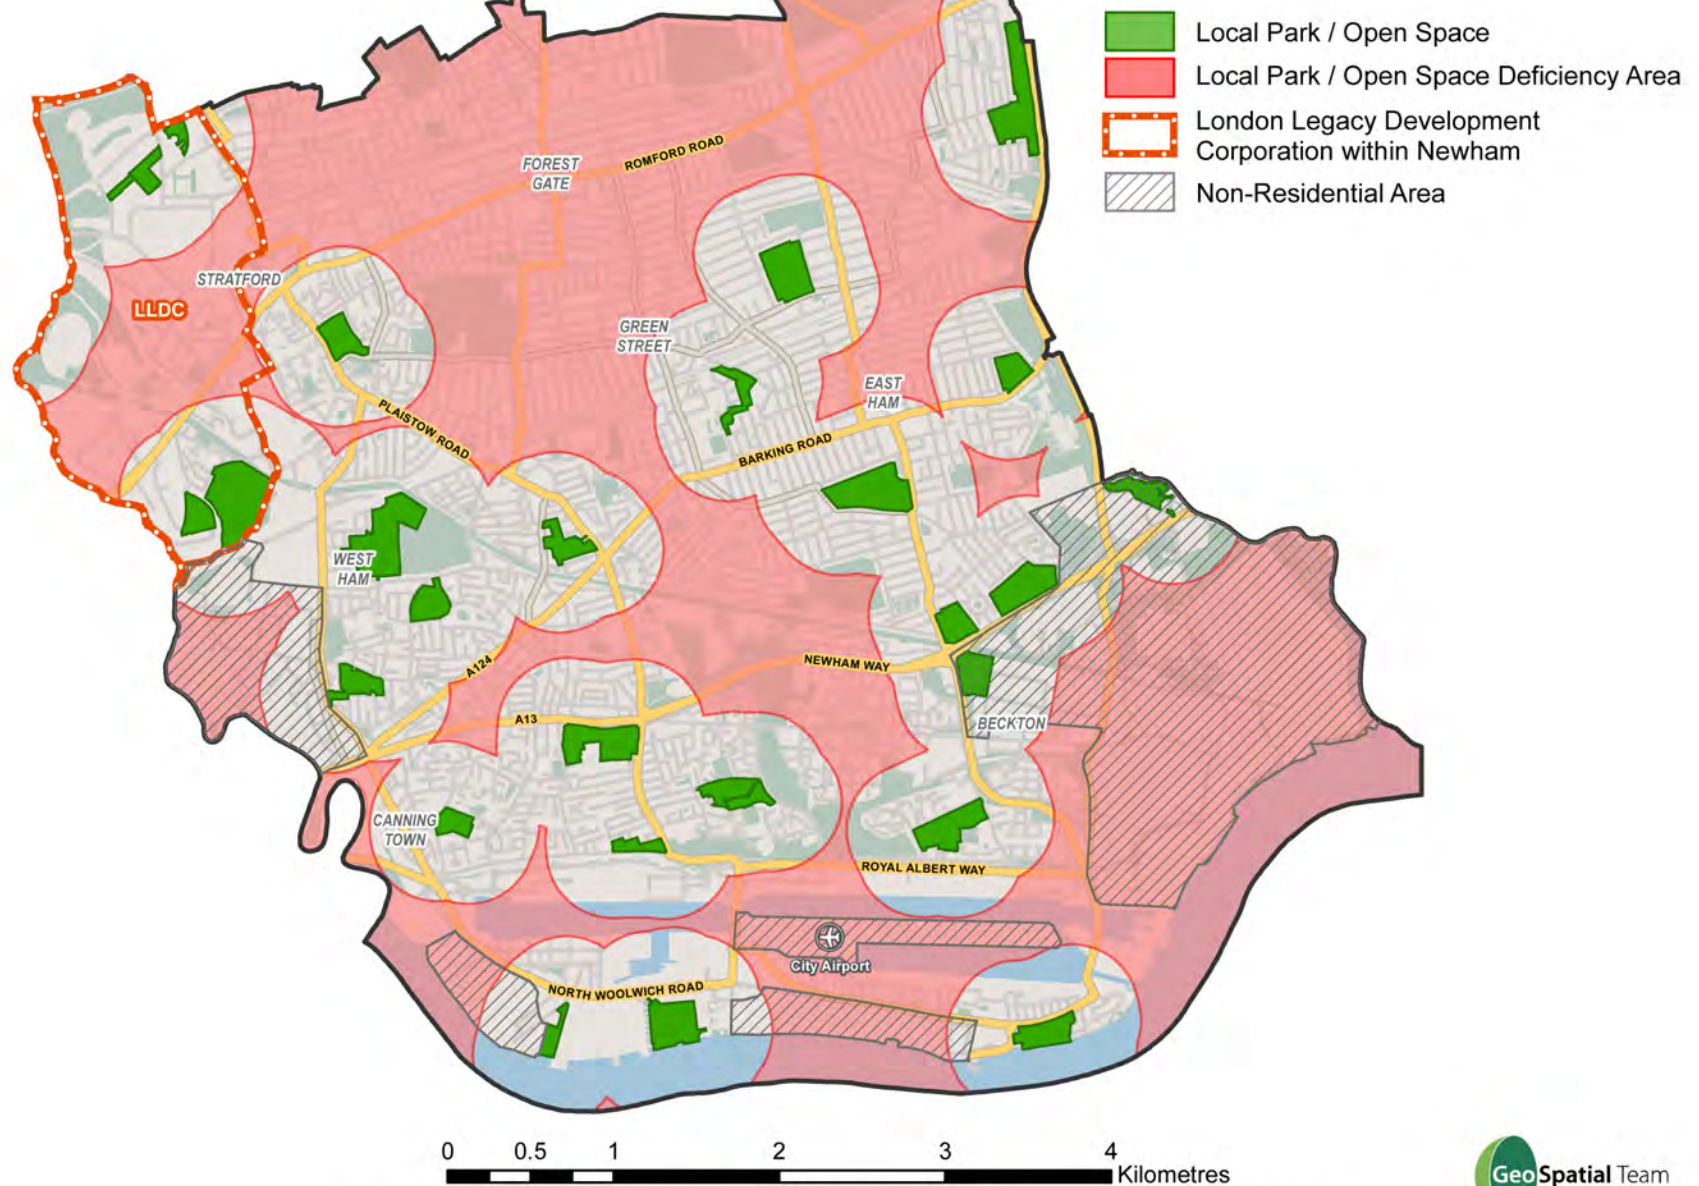 Local Park / Open Space
Local Park / Open Space Deficiency Area
London Legacy Development
Corporation within Newham
Non-Residential Area
FOREST
GATE
ROMFORD ROAD
STRATFORD
LLDC
GREEN
STREET
EAST
HAM
PLAISTOW ROAD
BARKING ROAD
WEST
HAM
A124
NEWHAM WAY
A13
BECKTON
CANNING
TOWN
ROYAL ALBERT WAY
City Airport
NORTH WOOLWICH ROAD
0 0.5 1 2 3 4
Kilometres
GeoSpatial Team